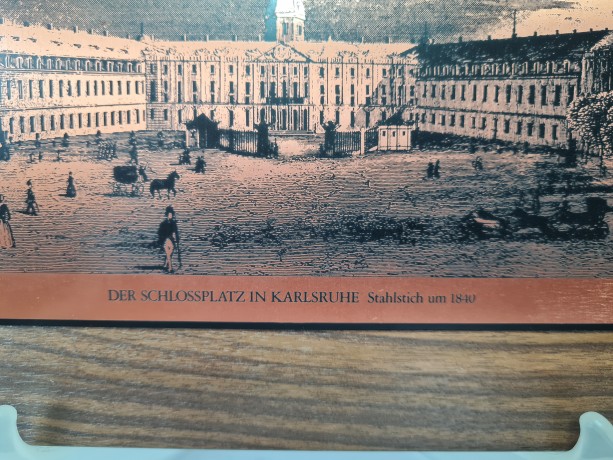 DER SCHLOSSPLATZ IN KARLSRUHE Stahlstich um 1840